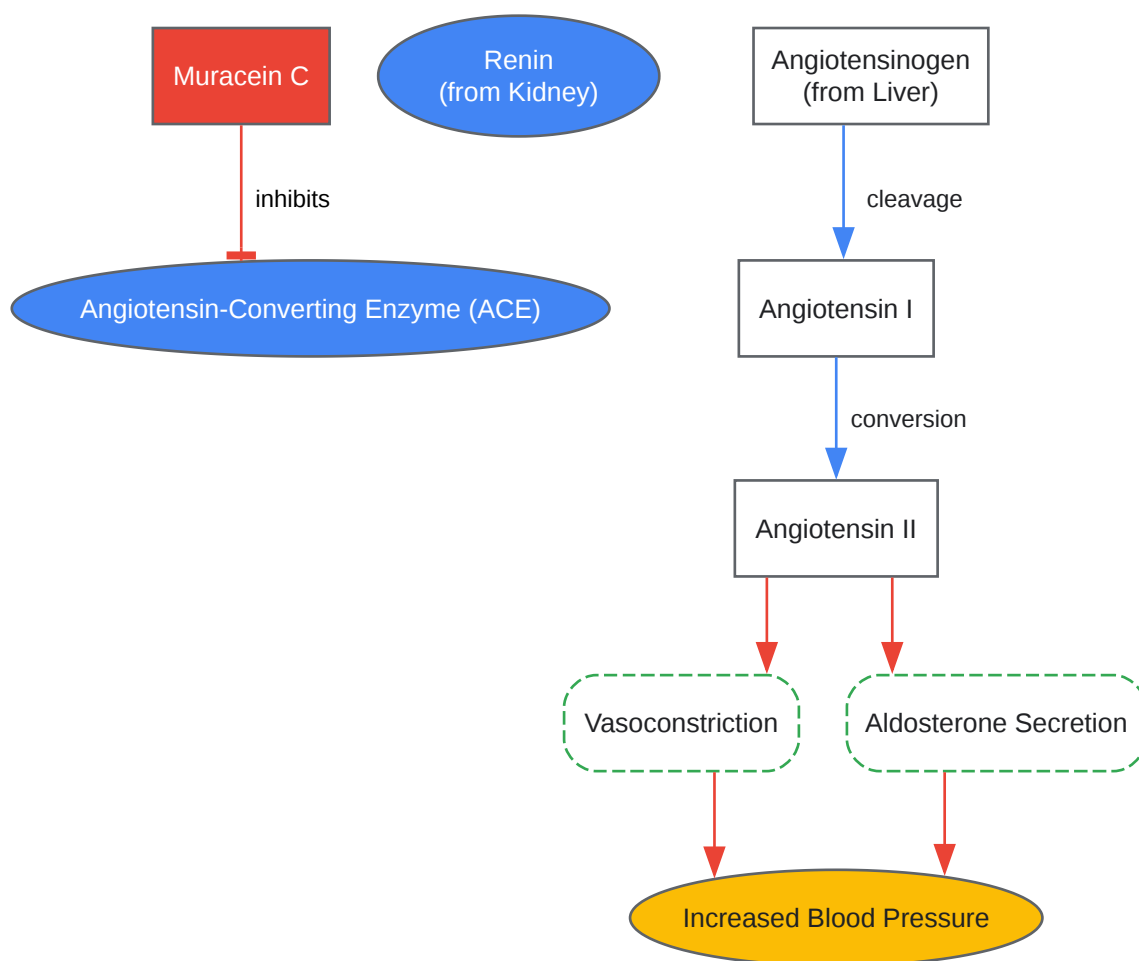 Muracein C
Renin
(from Kidney)
Angiotensinogen
(from Liver)
inhibits
cleavage
Angiotensin-Converting Enzyme (ACE)
Angiotensin I
conversion
Angiotensin II
Vasoconstriction
Aldosterone Secretion
Increased Blood Pressure